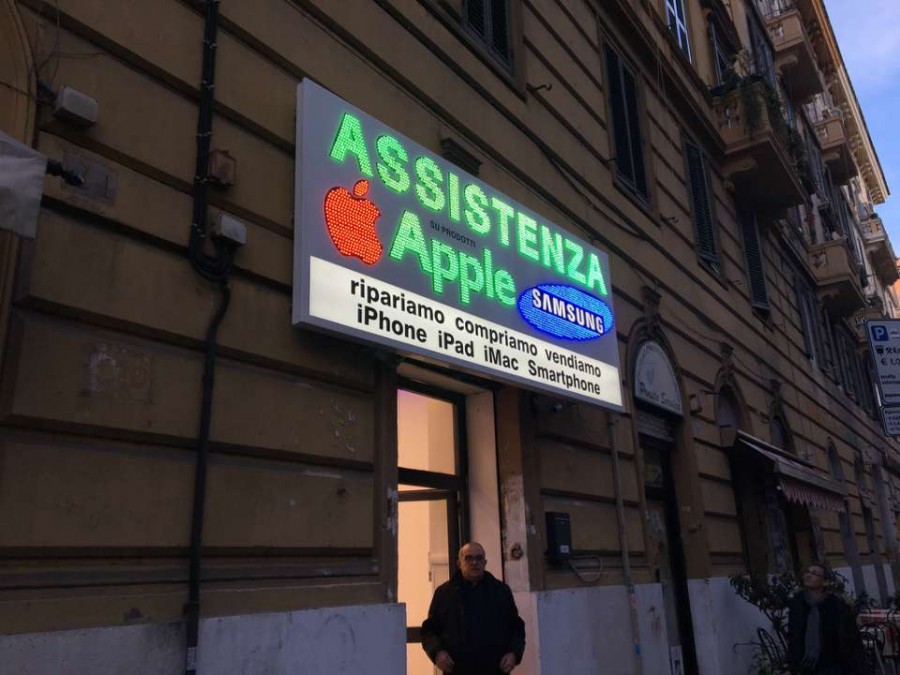 ASSISTENZA
SU PRODOTTI
Apple
SAMSUNG
ripariamo compriamo vendiamo
iPhone iPad iMac Smartphone
P